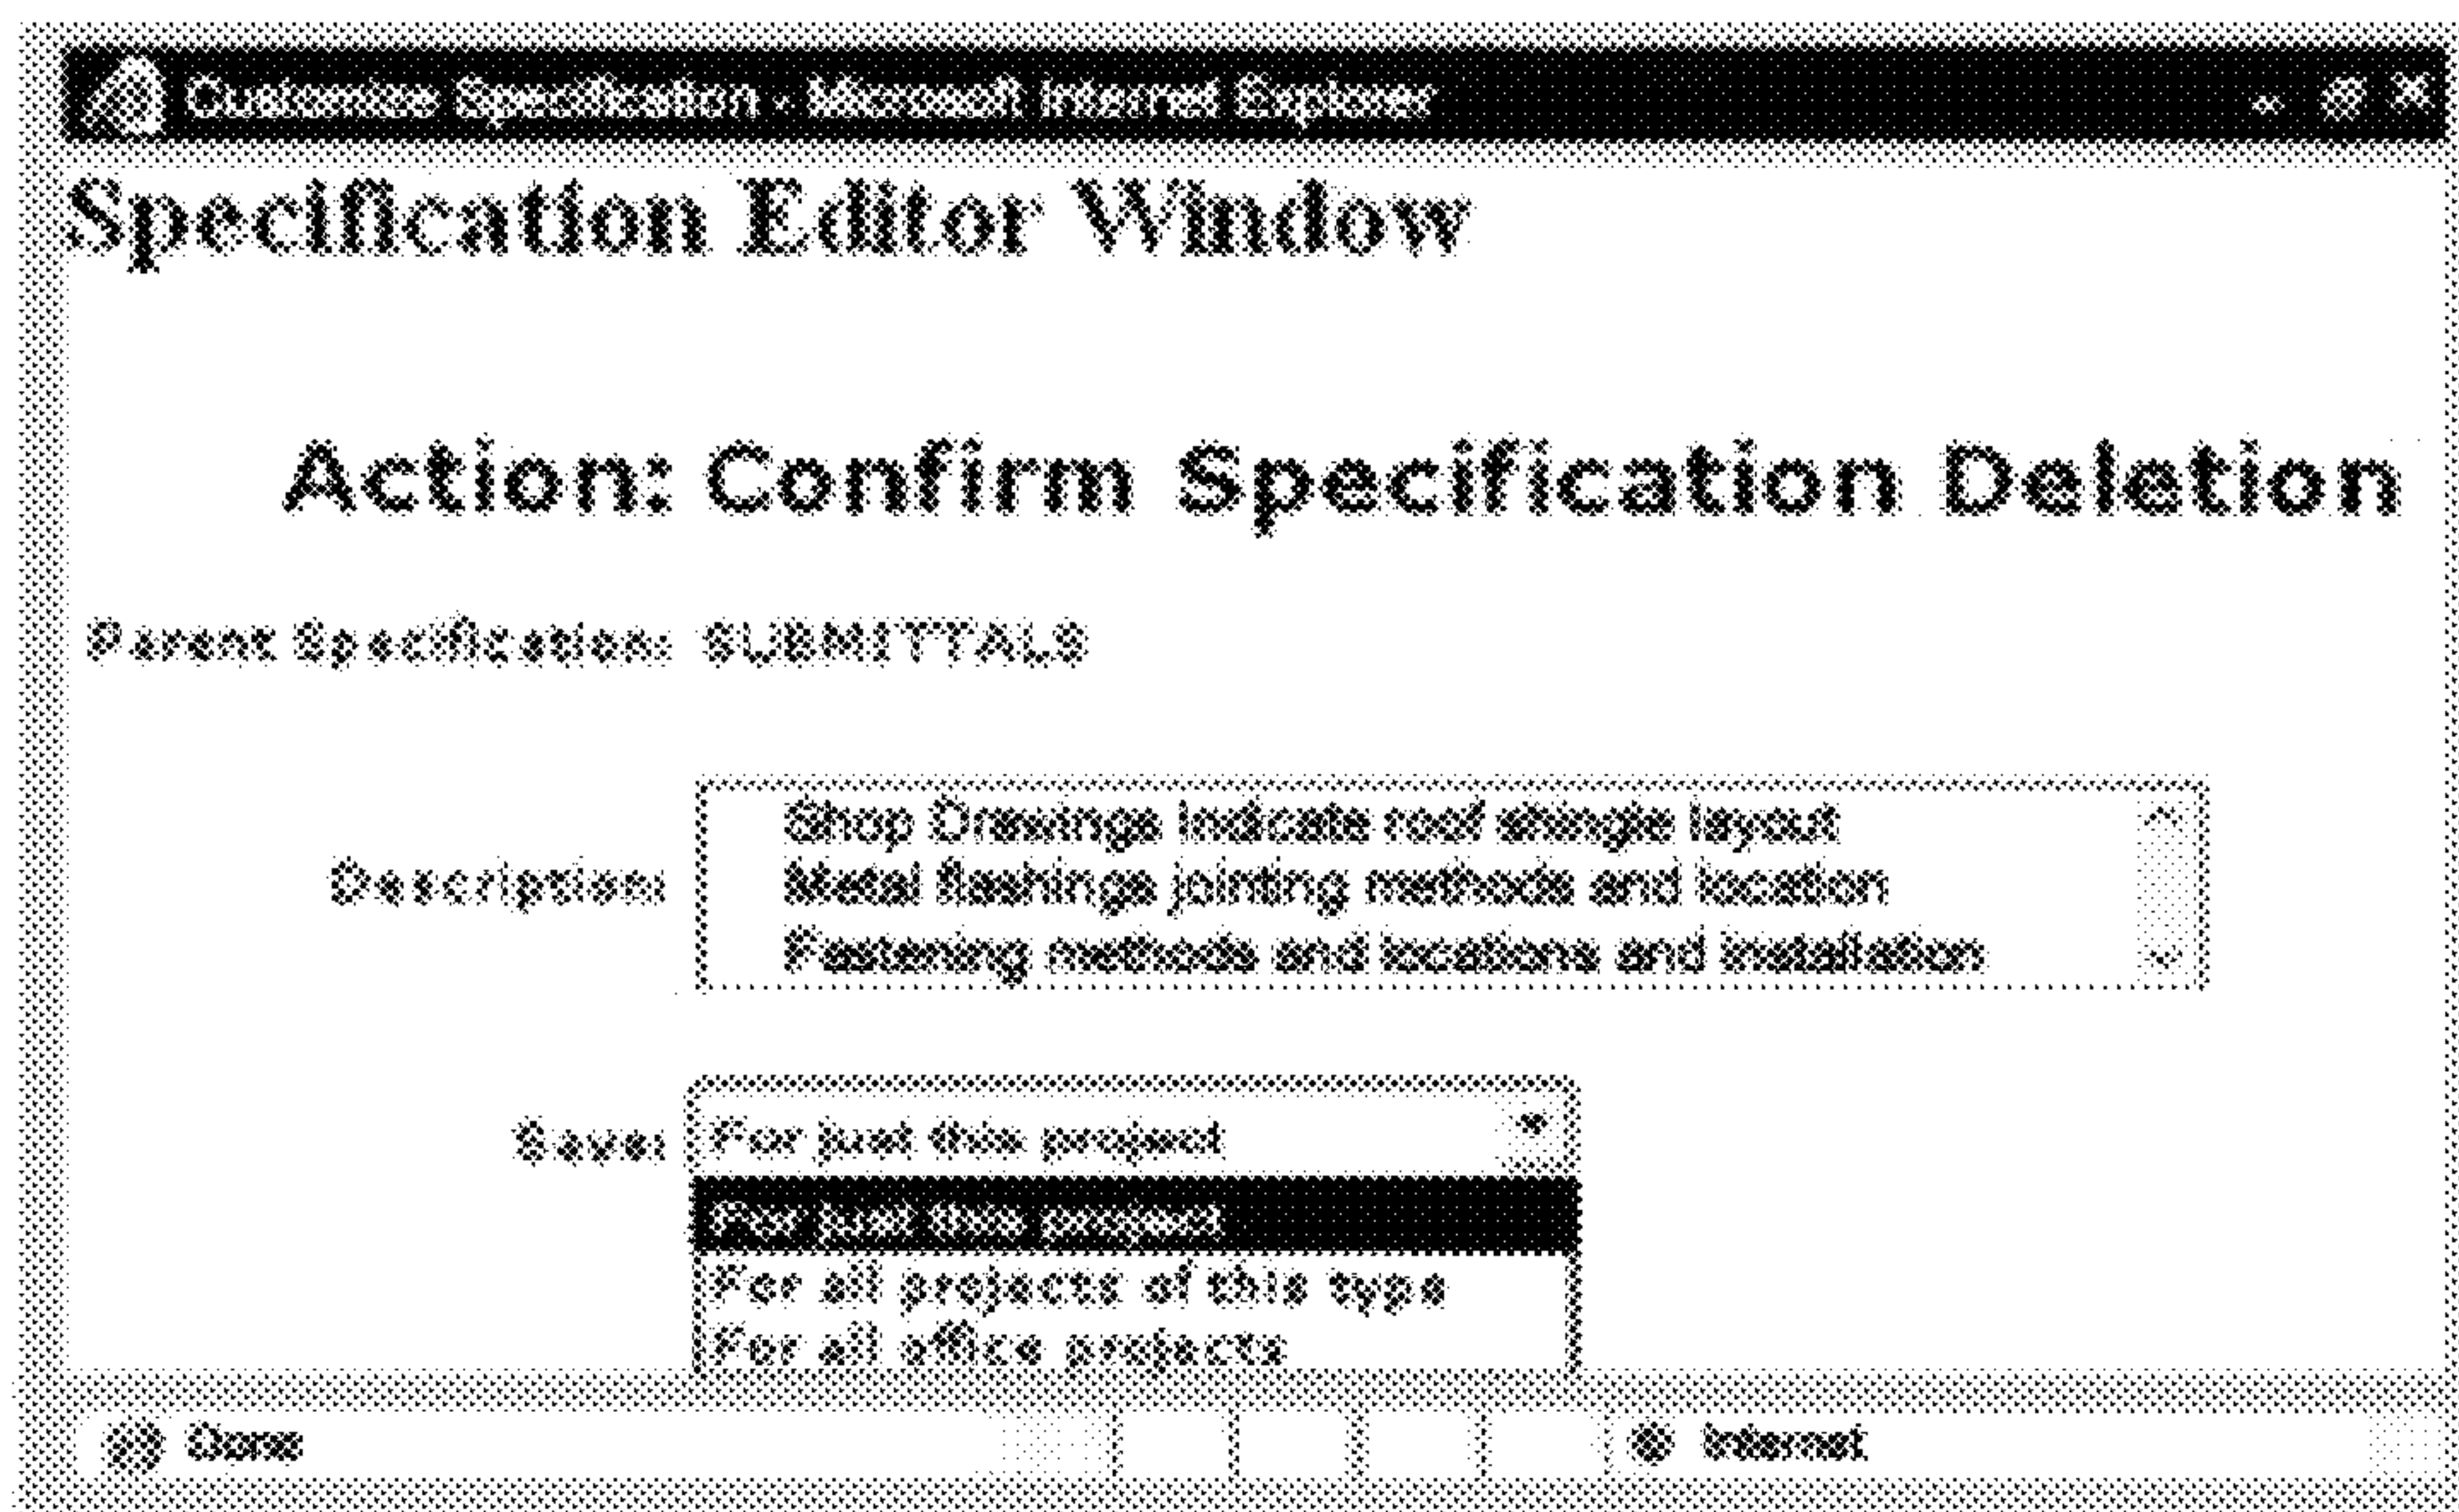 Customize Specification - Microsoft Internet Explorer
Specification Editor Window
Action: Confirm Specification Deletion
Parent Specification: SUBMITTALS
Description:
Shop Drawings Indicate roof shingle layout
Metal flashings jointing methods and location
Fastening methods and locations and installation
Save: For just this project
For just this project
For all projects of this type
For all office projects
Done Internet